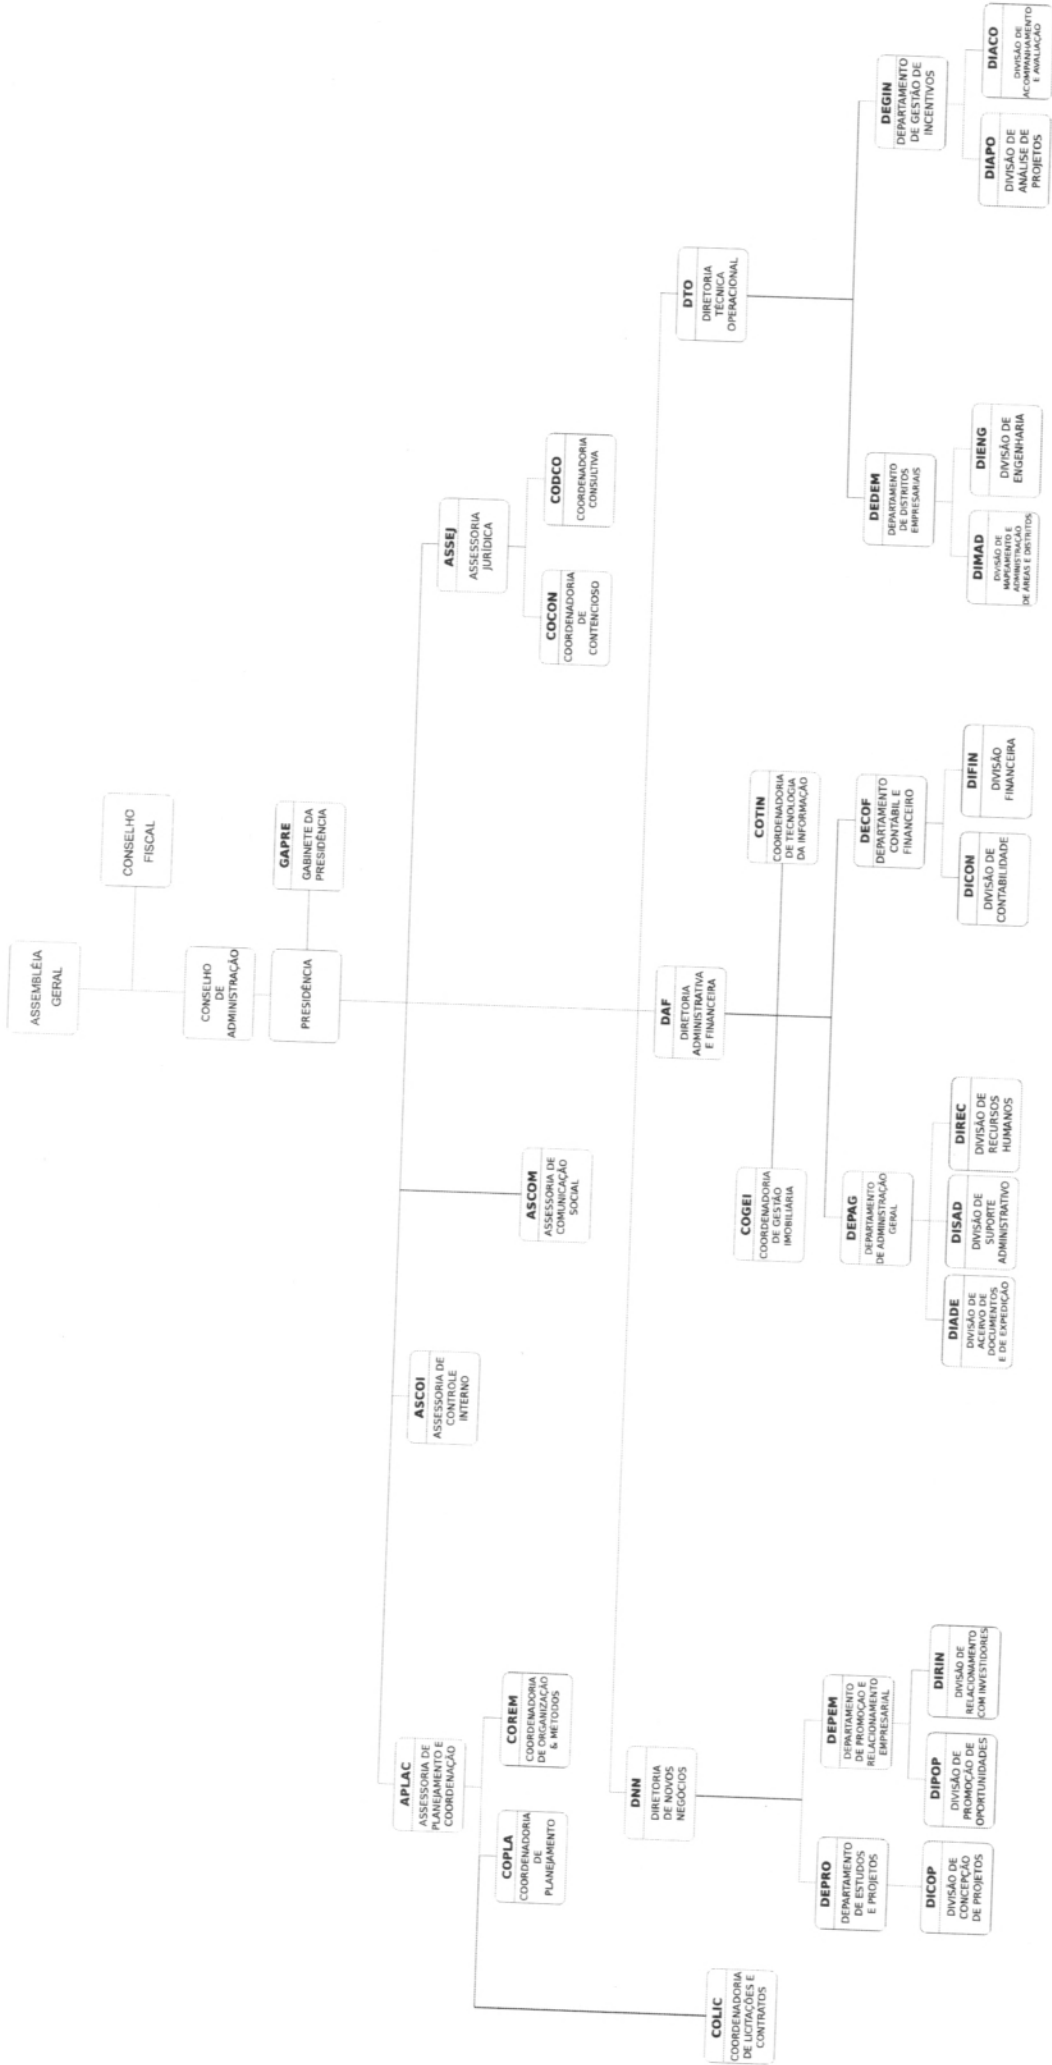 ASSEMBLÉIA
GERAL
CONSELHO
FISCAL
CONSELHO
DE
ADMINISTRAÇÃO
PRESIDÊNCIA
GAPRE
GABINETE DA
PRESIDÊNCIA
APLAC
ASSESSORIA DE
PLANEJAMENTO E
COORDENAÇÃO
ASCOI
ASSESSORIA DE
CONTROLE
INTERNO
ASCOM
ASSESSORIA DE
COMUNICAÇÃO
SOCIAL
ASSEJ
ASSESSORIA
JURÍDICA
COPLA
COORDENADORIA
DE
PLANEJAMENTO
COREM
COORDENADORIA
DE ORGANIZAÇÃO
& MÉTODOS
COCON
COORDENADORIA
DE
CONTENCIOSO
CODCO
COORDENADORIA
CONSULTIVA
COLIC
COORDENADORIA
DE LICITAÇÕES E
CONTRATOS
DNN
DIRETORIA
DE NOVOS
NEGÓCIOS
DAF
DIRETORIA
ADMINISTRATIVA
E FINANCEIRA
DTO
DIRETORIA
TÉCNICA
OPERACIONAL
COGEI
COORDENADORIA
DE GESTÃO
IMOBILIÁRIA
COTIN
COORDENADORIA
DE TECNOLOGIA
DA INFORMAÇÃO
DEPRO
DEPARTAMENTO
DE ESTUDOS
E PROJETOS
DEPEM
DEPARTAMENTO
DE PROMOÇÃO E
RELACIONAMENTO
EMPRESARIAL
DEPAG
DEPARTAMENTO
DE ADMINISTRAÇÃO
GERAL
DECOF
DEPARTAMENTO
CONTÁBIL E
FINANCEIRO
DEDEM
DEPARTAMENTO
DE DISTRITOS
EMPRESARIAIS
DEGIN
DEPARTAMENTO
DE GESTÃO DE
INCENTIVOS
DICOP
DIVISÃO DE
CONCEPÇÃO
DE PROJETOS
DIPOP
DIVISÃO DE
PROMOÇÃO DE
OPORTUNIDADES
DIRIN
DIVISÃO DE
RELACIONAMENTO
COM INVESTIDORES
DIADE
DIVISÃO DE
ACERVO DE
DOCUMENTOS
E DE EXPEDIÇÃO
DISAD
DIVISÃO DE
SUPORTE
ADMINISTRATIVO
DIREC
DIVISÃO DE
RECURSOS
HUMANOS
DICON
DIVISÃO DE
CONTABILIDADE
DIFIN
DIVISÃO
FINANCEIRA
DIMAD
DIVISÃO DE
MAPEAMENTO E
ADMINISTRAÇÃO
DE ÁREAS E DISTRITOS
DIENG
DIVISÃO DE
ENGENHARIA
DIAPO
DIVISÃO DE
ANÁLISE DE
PROJETOS
DIACO
DIVISÃO DE
ACOMPANHAMENTO
E AVALIAÇÃO